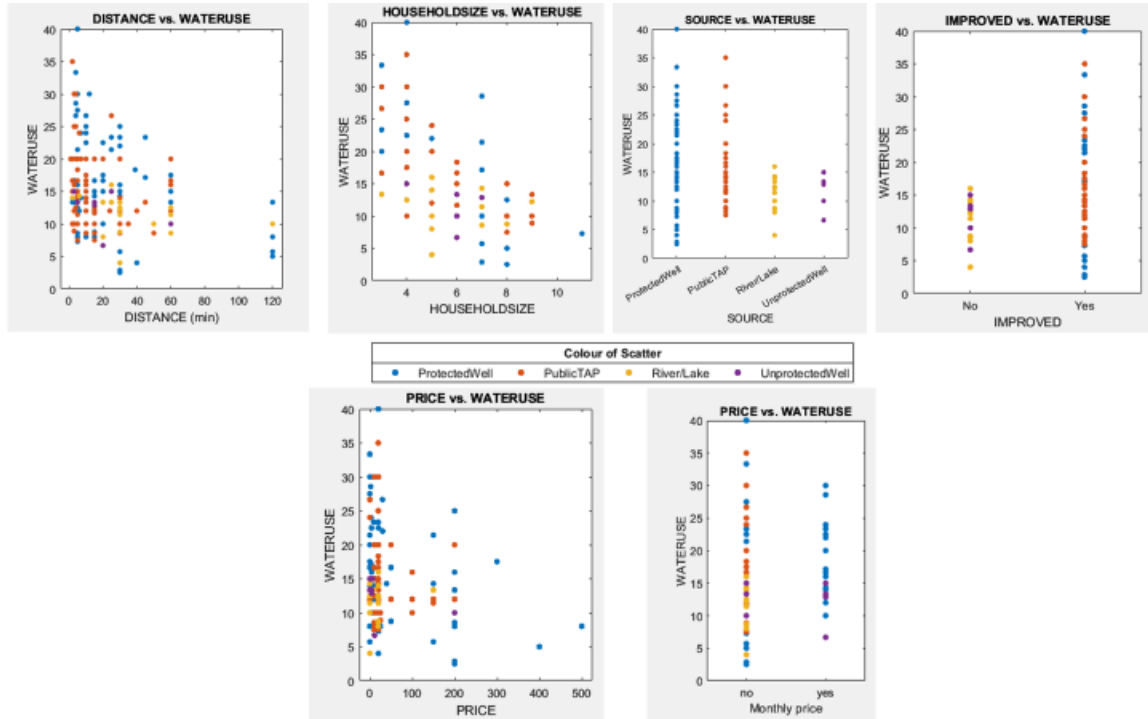 DISTANCE vs. WATERUSE
WATERUSE
40
35
30
25
20
15
10
5
0
0 20 40 60 80 100 120
DISTANCE (min)
HOUSEHOLDSIZE vs. WATERUSE
WATERUSE
40
35
30
25
20
15
10
5
0
4 6 8 10
HOUSEHOLDSIZE
SOURCE vs. WATERUSE
WATERUSE
40
35
30
25
20
15
10
5
0
ProtectedWell PublicTAP River/Lake UnprotectedWell
SOURCE
IMPROVED vs. WATERUSE
WATERUSE
40
35
30
25
20
15
10
5
0
No Yes
IMPROVED
Colour of Scatter
ProtectedWell PublicTAP River/Lake UnprotectedWell
PRICE vs. WATERUSE
WATERUSE
40
35
30
25
20
15
10
5
0
0 100 200 300 400 500
PRICE
PRICE vs. WATERUSE
WATERUSE
40
35
30
25
20
15
10
5
0
no yes
Monthly price